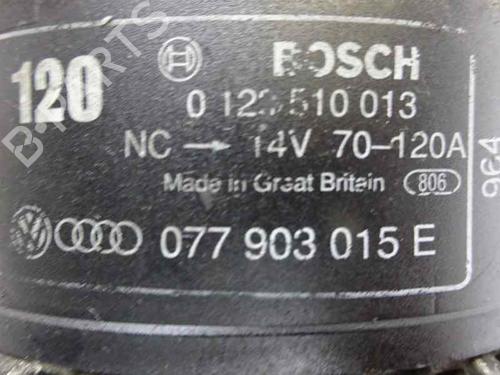 120 BOSCH
0 123 510 013
NC → 14V 70-120A
Made in Great Britain 806
077 903 015 E
964